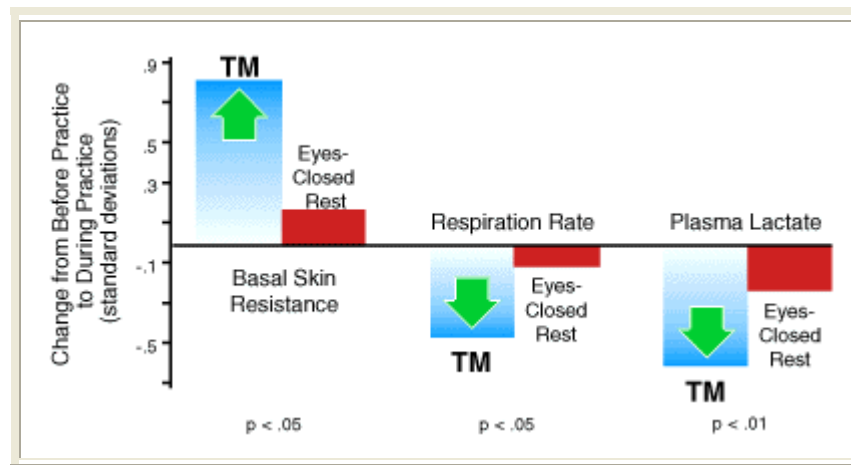 Change from Before Practice
to During Practice
(standard deviations)
.9
.5
.3
-.1
-.5
TM
Eyes-
Closed
Rest
Basal Skin
Resistance
p < .05
Respiration Rate
Eyes-
Closed
Rest
TM
p < .05
Plasma Lactate
Eyes-
Closed
Rest
TM
p < .01